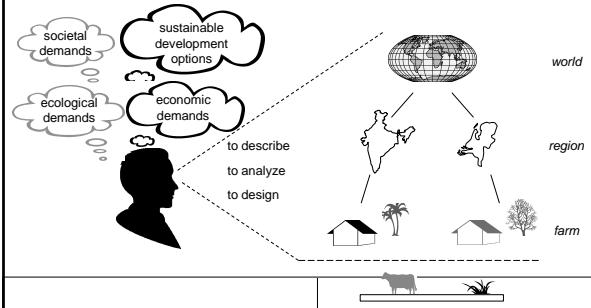 societal
demands
sustainable
development
options
ecological
demands
economic
demands
to describe
to analyze
to design
world
region
farm